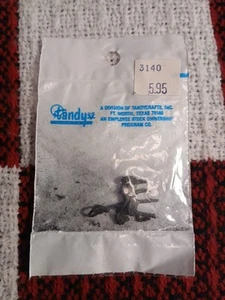 3140
5.95
Tandy
A DIVISION OF TANDYCRAFTS, INC.
FT. WORTH, TEXAS 76140
AN EMPLOYEE STOCK OWNERSHIP
PROGRAM CO.